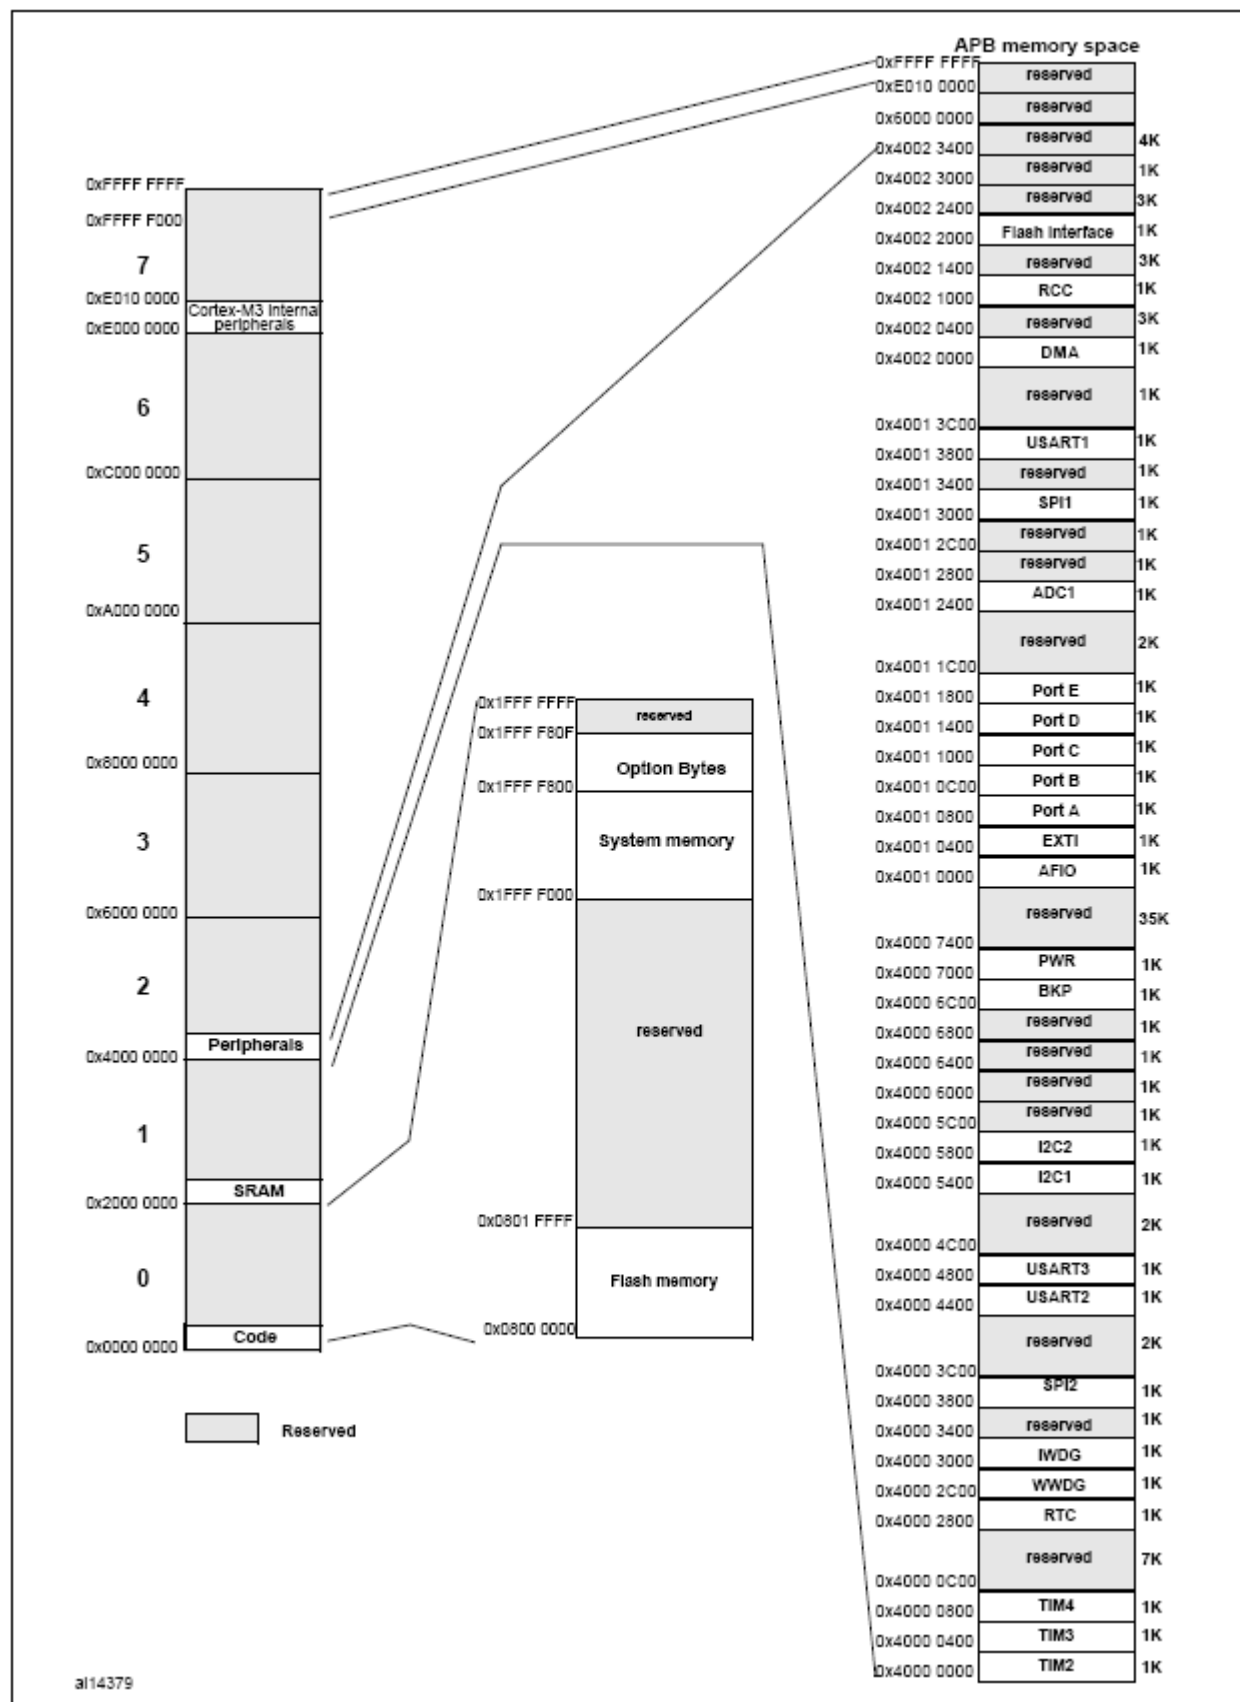 APB memory space
0xFFFF FFFF
reserved
0xE010 0000
reserved
0x6000 0000
reserved 4K
0x4002 3400
reserved 1K
0x4002 3000
reserved 3K
0x4002 2400
Flash Interface 1K
0x4002 2000
reserved 3K
0x4002 1400
RCC 1K
0x4002 1000
reserved 3K
0x4002 0400
DMA 1K
0x4002 0000
reserved 1K
0x4001 3C00
USART1 1K
0x4001 3800
reserved 1K
0x4001 3400
SPI1 1K
0x4001 3000
reserved 1K
0x4001 2C00
reserved 1K
0x4001 2800
ADC1 1K
0x4001 2400
reserved 2K
0x4001 1C00
Port E 1K
0x4001 1800
Port D 1K
0x4001 1400
Port C 1K
0x4001 1000
Port B 1K
0x4001 0C00
Port A 1K
0x4001 0800
EXTI 1K
0x4001 0400
AFIO 1K
0x4001 0000
reserved 35K
0x4000 7400
PWR 1K
0x4000 7000
BKP 1K
0x4000 6C00
reserved 1K
0x4000 6800
reserved 1K
0x4000 6400
reserved 1K
0x4000 6000
reserved 1K
0x4000 5C00
I2C2 1K
0x4000 5800
I2C1 1K
0x4000 5400
reserved 2K
0x4000 4C00
USART3 1K
0x4000 4800
USART2 1K
0x4000 4400
reserved 2K
0x4000 3C00
SPI2 1K
0x4000 3800
reserved 1K
0x4000 3400
IWDG 1K
0x4000 3000
WWDG 1K
0x4000 2C00
RTC 1K
0x4000 2800
reserved 7K
0x4000 0C00
TIM4 1K
0x4000 0800
TIM3 1K
0x4000 0400
TIM2 1K
0x4000 0000
0xFFFF FFFF
0xFFFF F000
7
0xE010 0000
Cortex-M3 Internal
peripherals
0xE000 0000
6
0xC000 0000
5
0xA000 0000
4
0x8000 0000
3
0x6000 0000
2
Peripherals
0x4000 0000
1
SRAM
0x2000 0000
0
Code
0x0000 0000
0x1FFF FFFF
reserved
0x1FFF F80F
Option Bytes
0x1FFF F800
System memory
0x1FFF F000
reserved
0x0801 FFFF
Flash memory
0x0800 0000
Reserved
ai14379